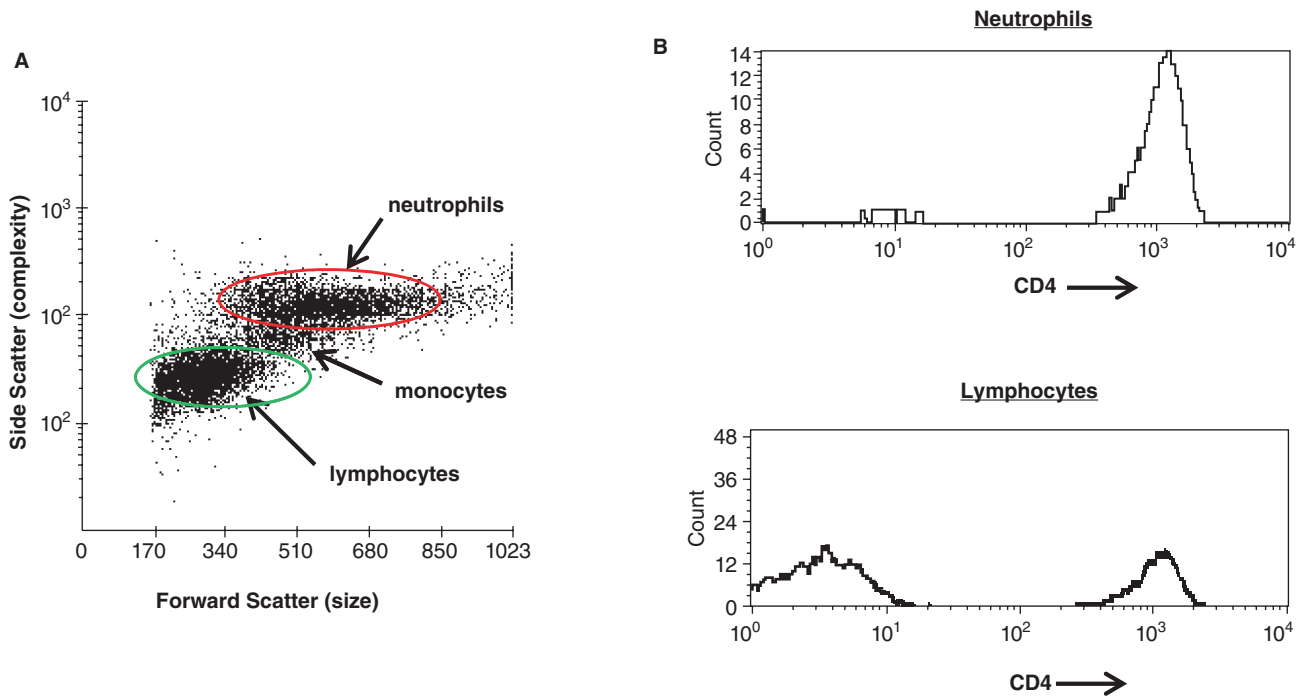 A
Side Scatter (complexity)
10⁴
10³
10²
10²
0 170 340 510 680 850 1023
Forward Scatter (size)
neutrophils
monocytes
lymphocytes
B
Neutrophils
Count
14
12
10
8
6
4
2
0
10⁰ 10¹ 10² 10³ 10⁴
CD4
Lymphocytes
Count
48
36
24
12
0
10⁰ 10¹ 10² 10³ 10⁴
CD4